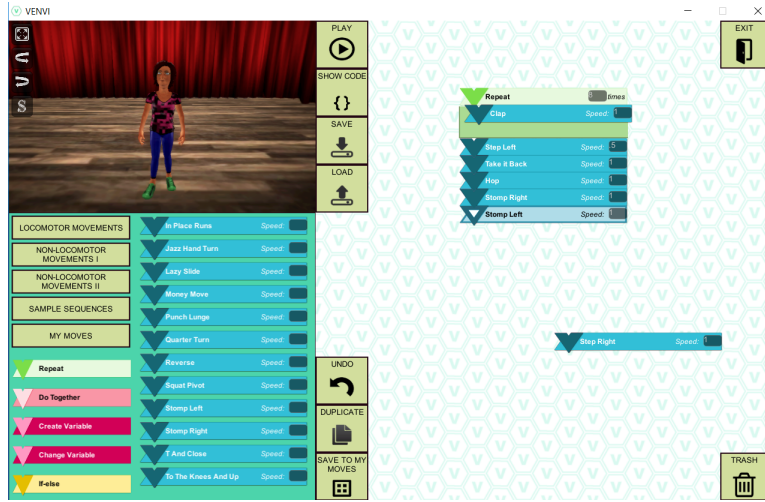 VENVI
S
PLAY
SHOW CODE
{}
SAVE
LOAD
EXIT
Repeat times
Clap Speed: 1
Step Left Speed: .5
Take it Back Speed: 1
Hop Speed: 1
Stomp Right Speed: 1
Stomp Left Speed: 1
Step Right Speed: 1
LOCOMOTOR MOVEMENTS
NON-LOCOMOTOR
MOVEMENTS I
NON-LOCOMOTOR
MOVEMENTS II
SAMPLE SEQUENCES
MY MOVES
Repeat
Do Together
Create Variable
Change Variable
If-else
In Place Runs Speed:
Jazz Hand Turn Speed:
Lazy Slide Speed:
Money Move Speed:
Punch Lunge Speed:
Quarter Turn Speed:
Reverse Speed:
Squat Pivot Speed:
Stomp Left Speed:
Stomp Right Speed:
T And Close Speed:
To The Knees And Up Speed:
UNDO
DUPLICATE
SAVE TO MY
MOVES
TRASH